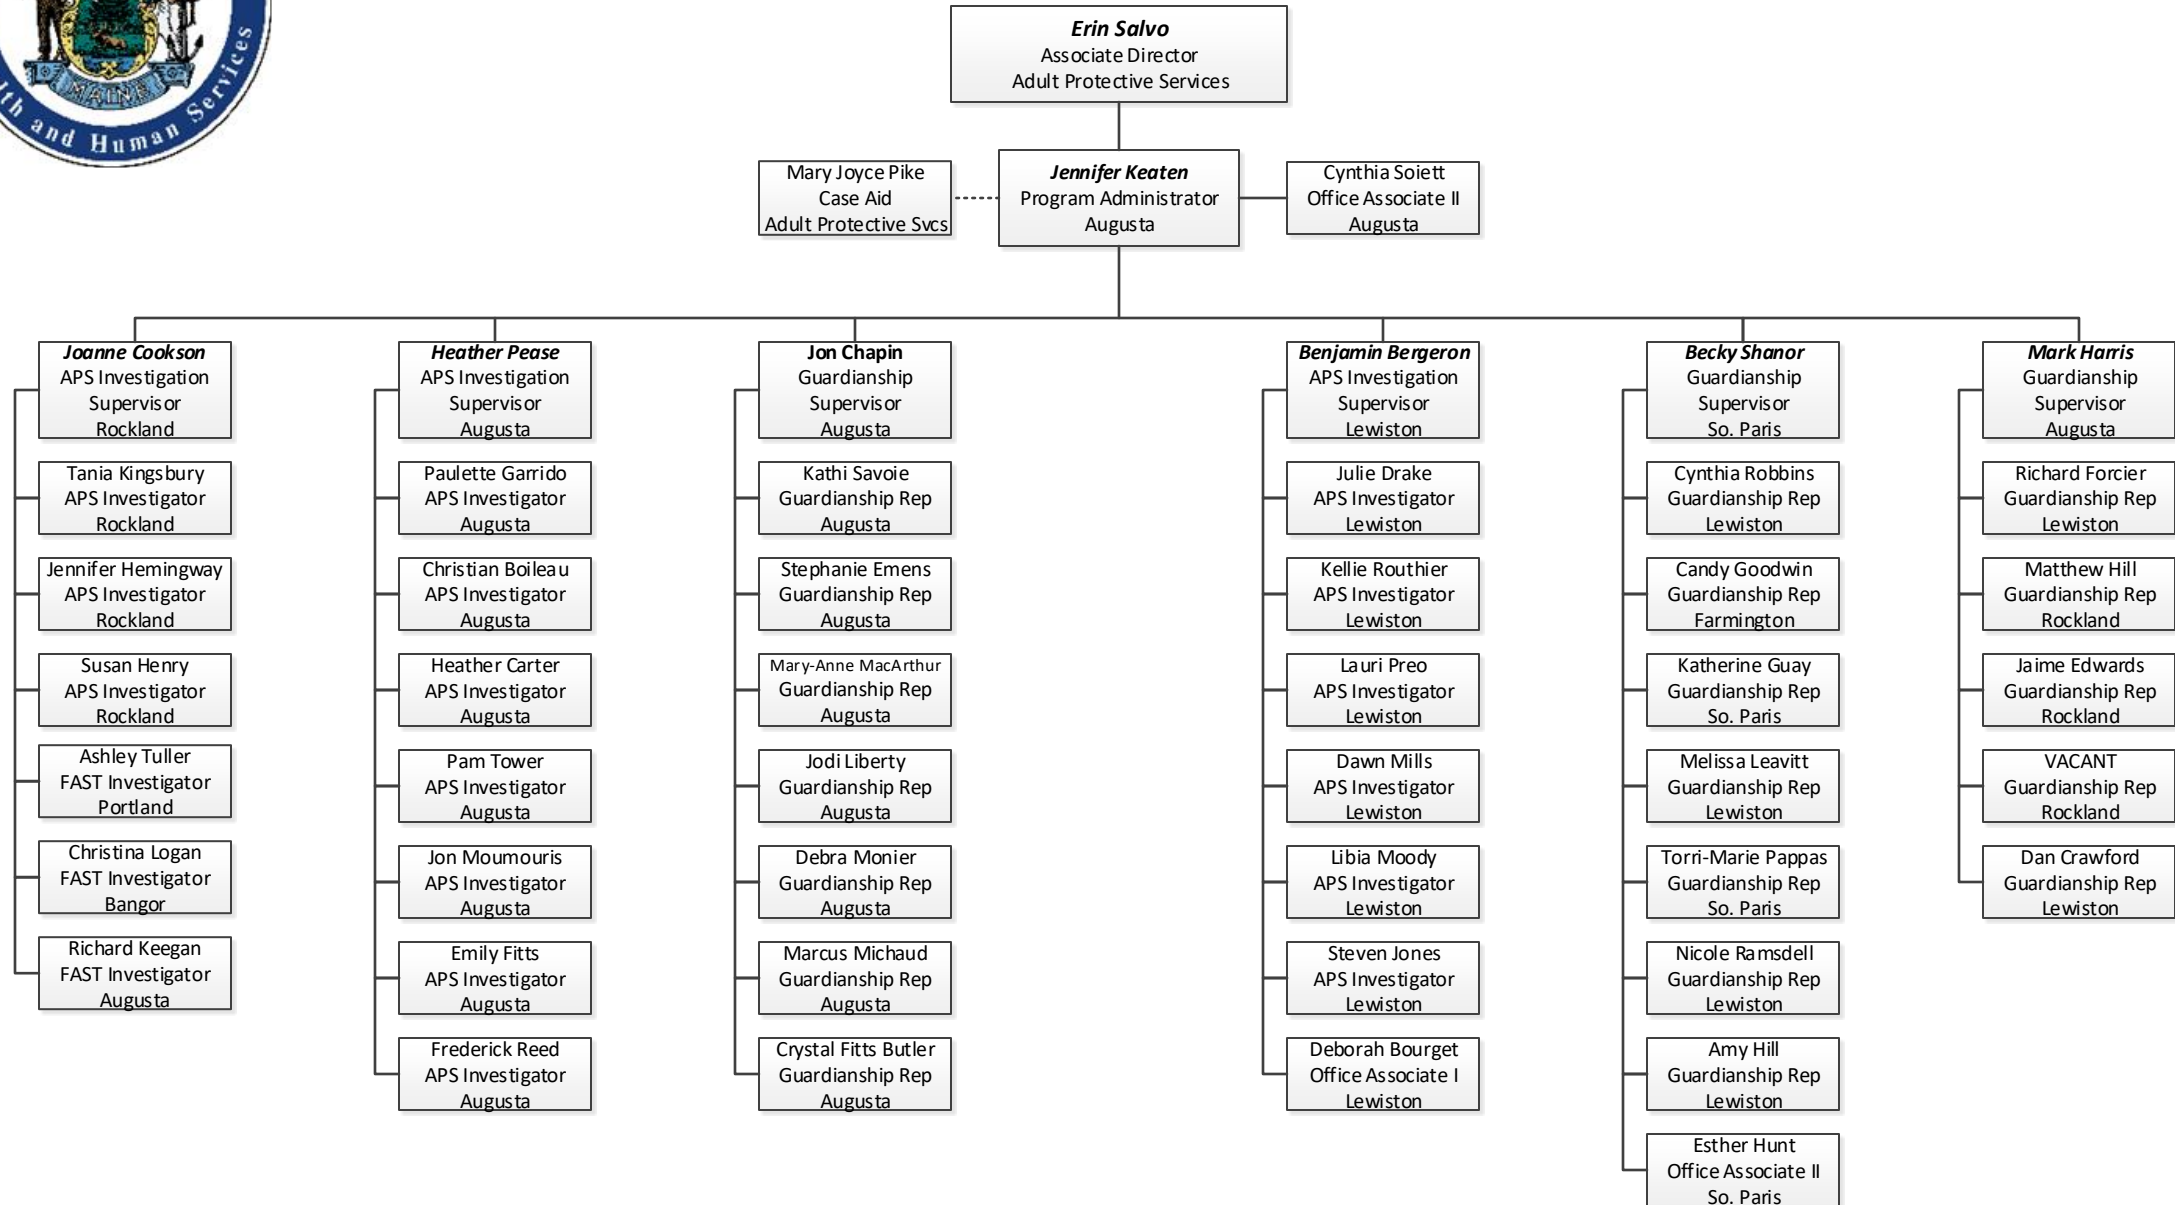 MAINE
and Human Services
Erin Salvo
Associate Director
Adult Protective Services
Mary Joyce Pike
Case Aid
Adult Protective Svcs
Jennifer Keaten
Program Administrator
Augusta
Cynthia Soiett
Office Associate II
Augusta
Joanne Cookson
APS Investigation
Supervisor
Rockland
Tania Kingsbury
APS Investigator
Rockland
Jennifer Hemingway
APS Investigator
Rockland
Susan Henry
APS Investigator
Rockland
Ashley Tuller
FAST Investigator
Portland
Christina Logan
FAST Investigator
Bangor
Richard Keegan
FAST Investigator
Augusta
Heather Pease
APS Investigation
Supervisor
Augusta
Paulette Garrido
APS Investigator
Augusta
Christian Boileau
APS Investigator
Augusta
Heather Carter
APS Investigator
Augusta
Pam Tower
APS Investigator
Augusta
Jon Moumouris
APS Investigator
Augusta
Emily Fitts
APS Investigator
Augusta
Frederick Reed
APS Investigator
Augusta
Jon Chapin
Guardianship
Supervisor
Augusta
Kathi Savoie
Guardianship Rep
Augusta
Stephanie Emens
Guardianship Rep
Augusta
Mary-Anne MacArthur
Guardianship Rep
Augusta
Jodi Liberty
Guardianship Rep
Augusta
Debra Monier
Guardianship Rep
Augusta
Marcus Michaud
Guardianship Rep
Augusta
Crystal Fitts Butler
Guardianship Rep
Augusta
Benjamin Bergeron
APS Investigation
Supervisor
Lewiston
Julie Drake
APS Investigator
Lewiston
Kellie Routhier
APS Investigator
Lewiston
Lauri Preo
APS Investigator
Lewiston
Dawn Mills
APS Investigator
Lewiston
Libia Moody
APS Investigator
Lewiston
Steven Jones
APS Investigator
Lewiston
Deborah Bourget
Office Associate I
Lewiston
Becky Shanor
Guardianship
Supervisor
So. Paris
Cynthia Robbins
Guardianship Rep
Lewiston
Candy Goodwin
Guardianship Rep
Farmington
Katherine Guay
Guardianship Rep
So. Paris
Melissa Leavitt
Guardianship Rep
Lewiston
Torri-Marie Pappas
Guardianship Rep
So. Paris
Nicole Ramsdell
Guardianship Rep
Lewiston
Amy Hill
Guardianship Rep
Lewiston
Esther Hunt
Office Associate II
So. Paris
Mark Harris
Guardianship
Supervisor
Augusta
Richard Forcier
Guardianship Rep
Lewiston
Matthew Hill
Guardianship Rep
Rockland
Jaime Edwards
Guardianship Rep
Rockland
VACANT
Guardianship Rep
Rockland
Dan Crawford
Guardianship Rep
Lewiston